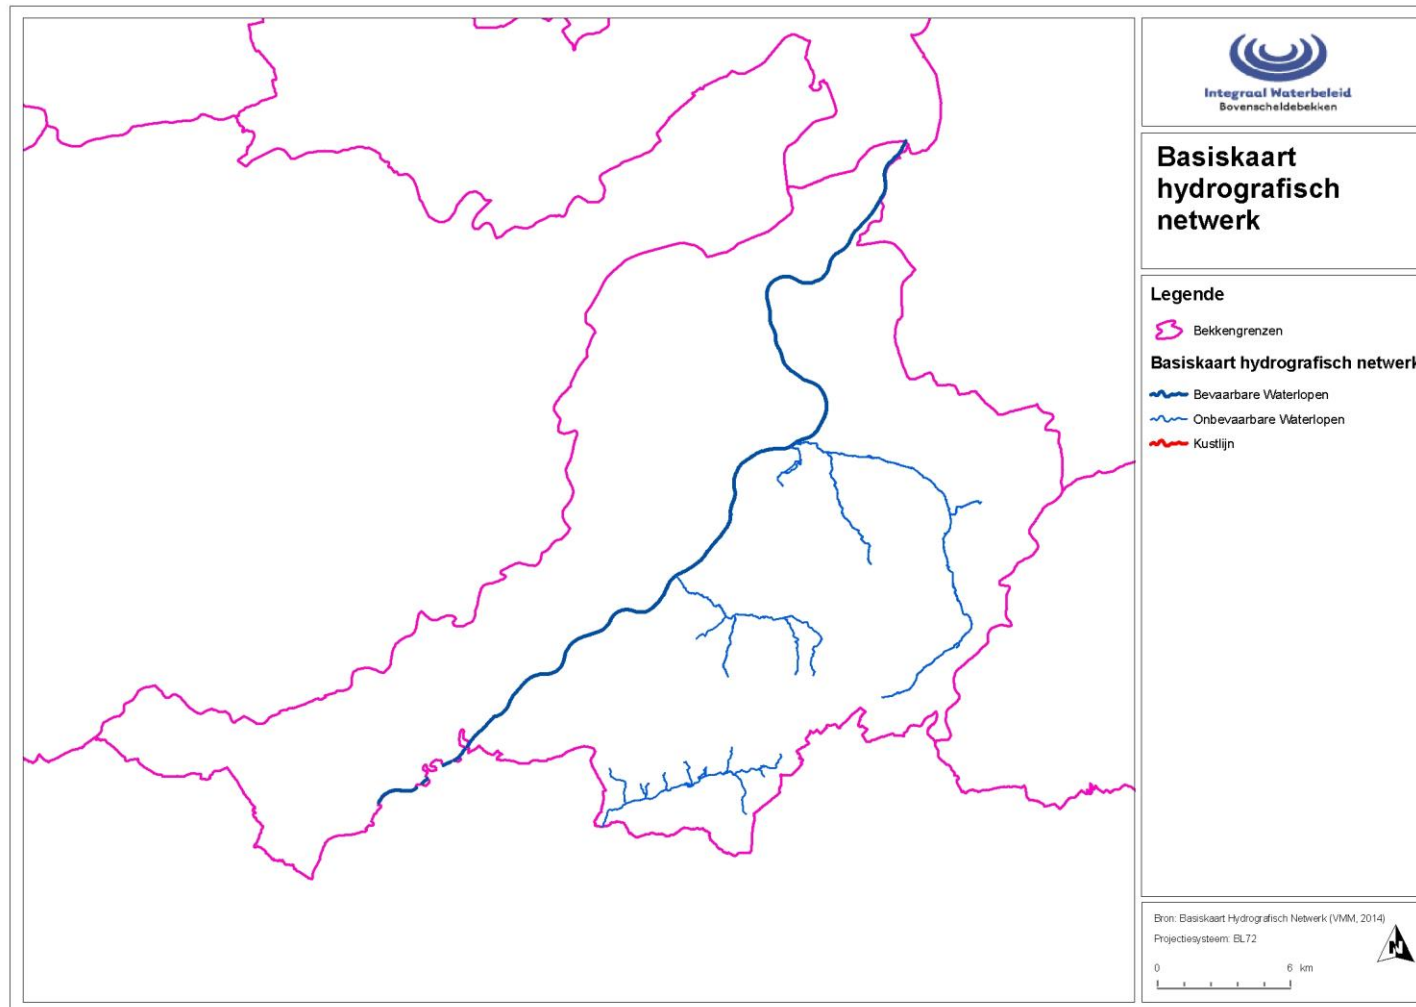 Integraal Waterbeleid
Bovenscheldebekken
Basiskaart
hydrografisch
netwerk
Legende
Bekkengrenzen
Basiskaart hydrografisch netwerk
Bevaarbare Waterlopen
Onbevaarbare Waterlopen
Kustlijn
Bron: Basiskaart Hydrografisch Netwerk (VMM, 2014)
Projectiesysteem: BL72
N
0 6 km